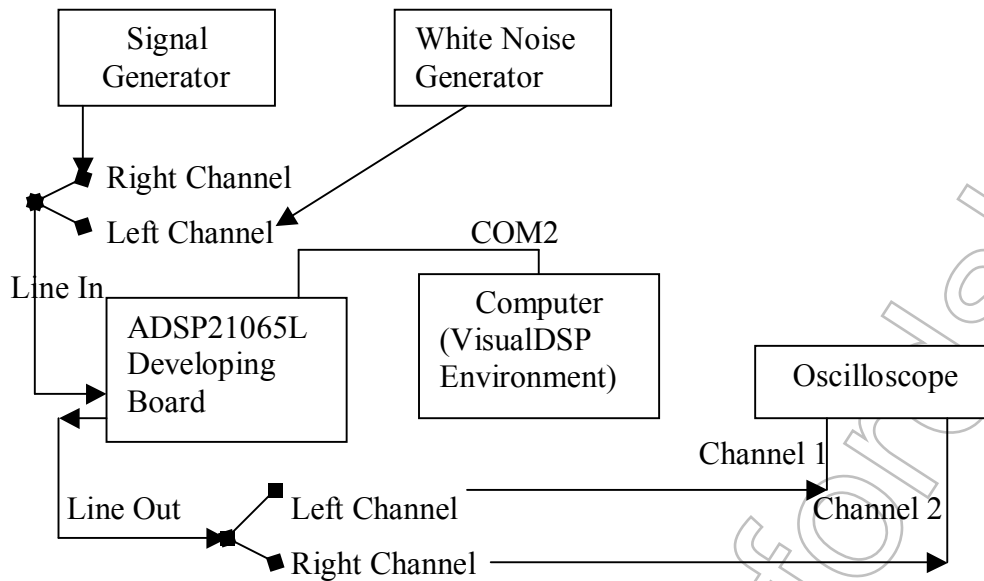 Signal
Generator
White Noise
Generator
Right Channel
Left Channel
COM2
Line In
ADSP21065L
Developing
Board
Computer
(VisualDSP
Environment)
Oscilloscope
Channel 1
Line Out
Left Channel
Channel 2
Right Channel